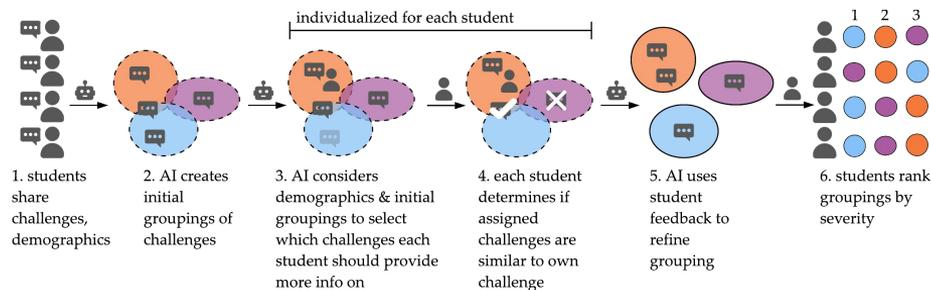 individualized for each student
1 2 3
1. students
share
challenges,
demographics
2. AI creates
initial
groupings of
challenges
3. AI considers
demographics & initial
groupings to select
which challenges each
student should provide
more info on
4. each student
determines if
assigned
challenges are
similar to own
challenge
5. AI uses
student
feedback to
refine
grouping
6. students rank
groupings by
severity